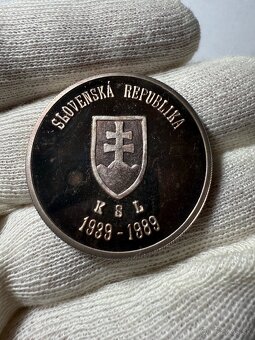 SLOVENSKÁ REPUBLIKA
K S L
1939 - 1989